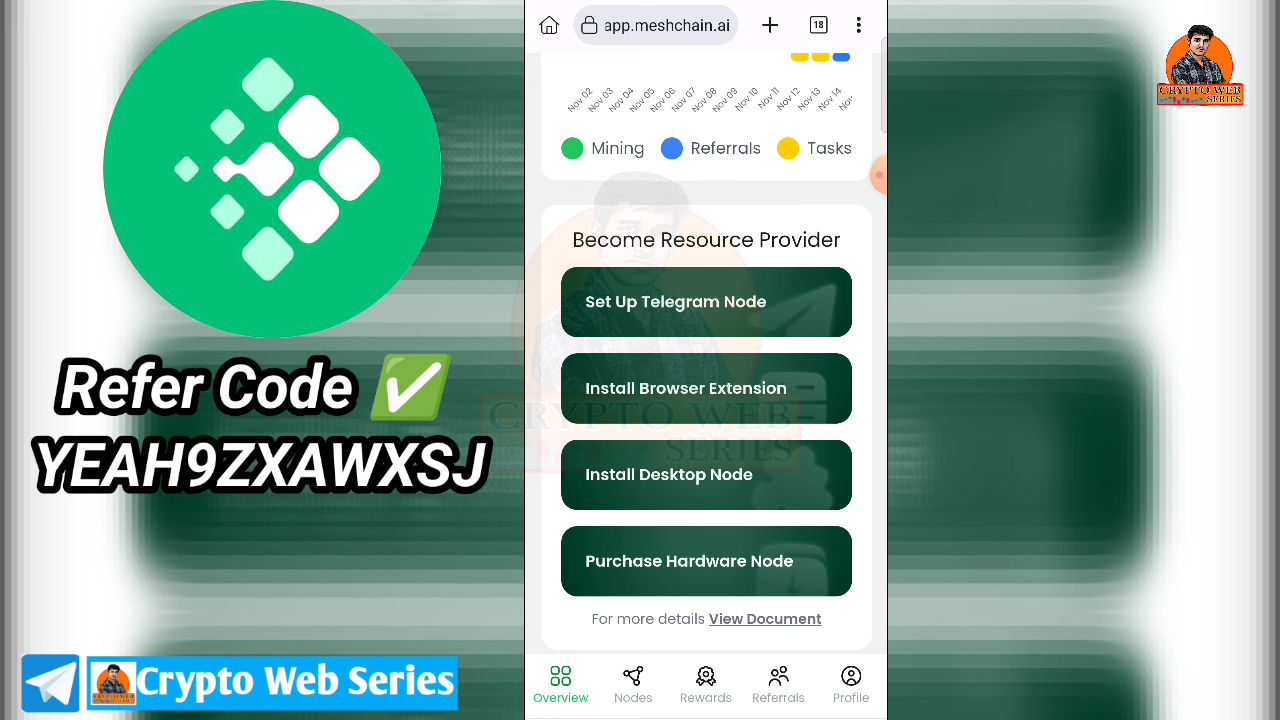 app.meshchain.ai
18
CRYPTO WEB
SERIES
Nov 02
Nov 03
Nov 04
Nov 05
Nov 06
Nov 07
Nov 08
Nov 09
Nov 10
Nov 11
Nov 12
Nov 13
Nov 14
Mining
Referrals
Tasks
Become Resource Provider
Set Up Telegram Node
Install Browser Extension
CRYPTO WEB
SERIES
Install Desktop Node
Purchase Hardware Node
For more details View Document
Overview
Nodes
Rewards
Referrals
Profile
Refer Code ✅
YEAH9ZXAWXSJ
Crypto Web Series